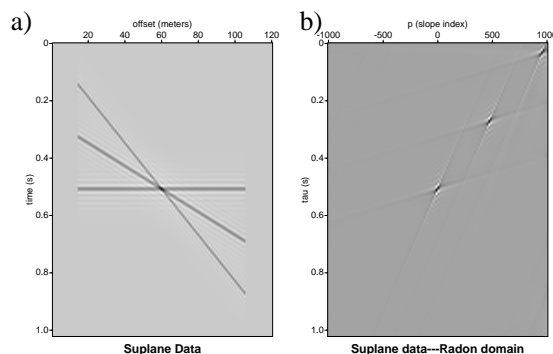 a)
offset (meters)
20 40 60 80 100 120
0
0.2
0.4
0.6
0.8
1.0
time (s)
Suplane Data
b)
p (slope index)
-1000 -500 0 500 1000
0
0.2
0.4
0.6
0.8
1.0
tau (s)
Suplane data---Radon domain